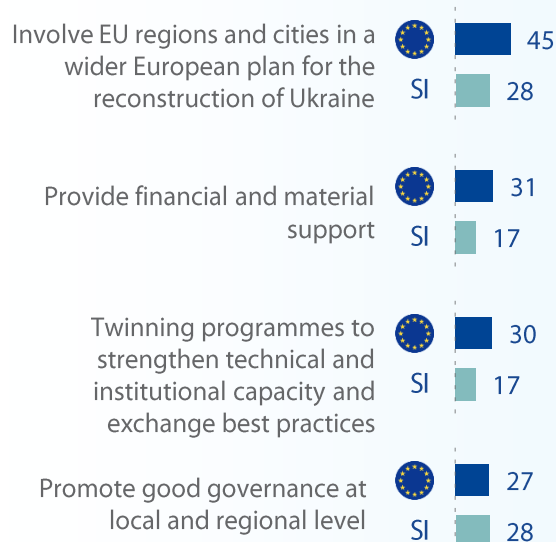 Involve EU regions and cities in a
wider European plan for the
reconstruction of Ukraine
45
SI 28
Provide financial and material
support
31
SI 17
Twinning programmes to
strengthen technical and
institutional capacity and
exchange best practices
30
SI 17
Promote good governance at
local and regional level
27
SI 28